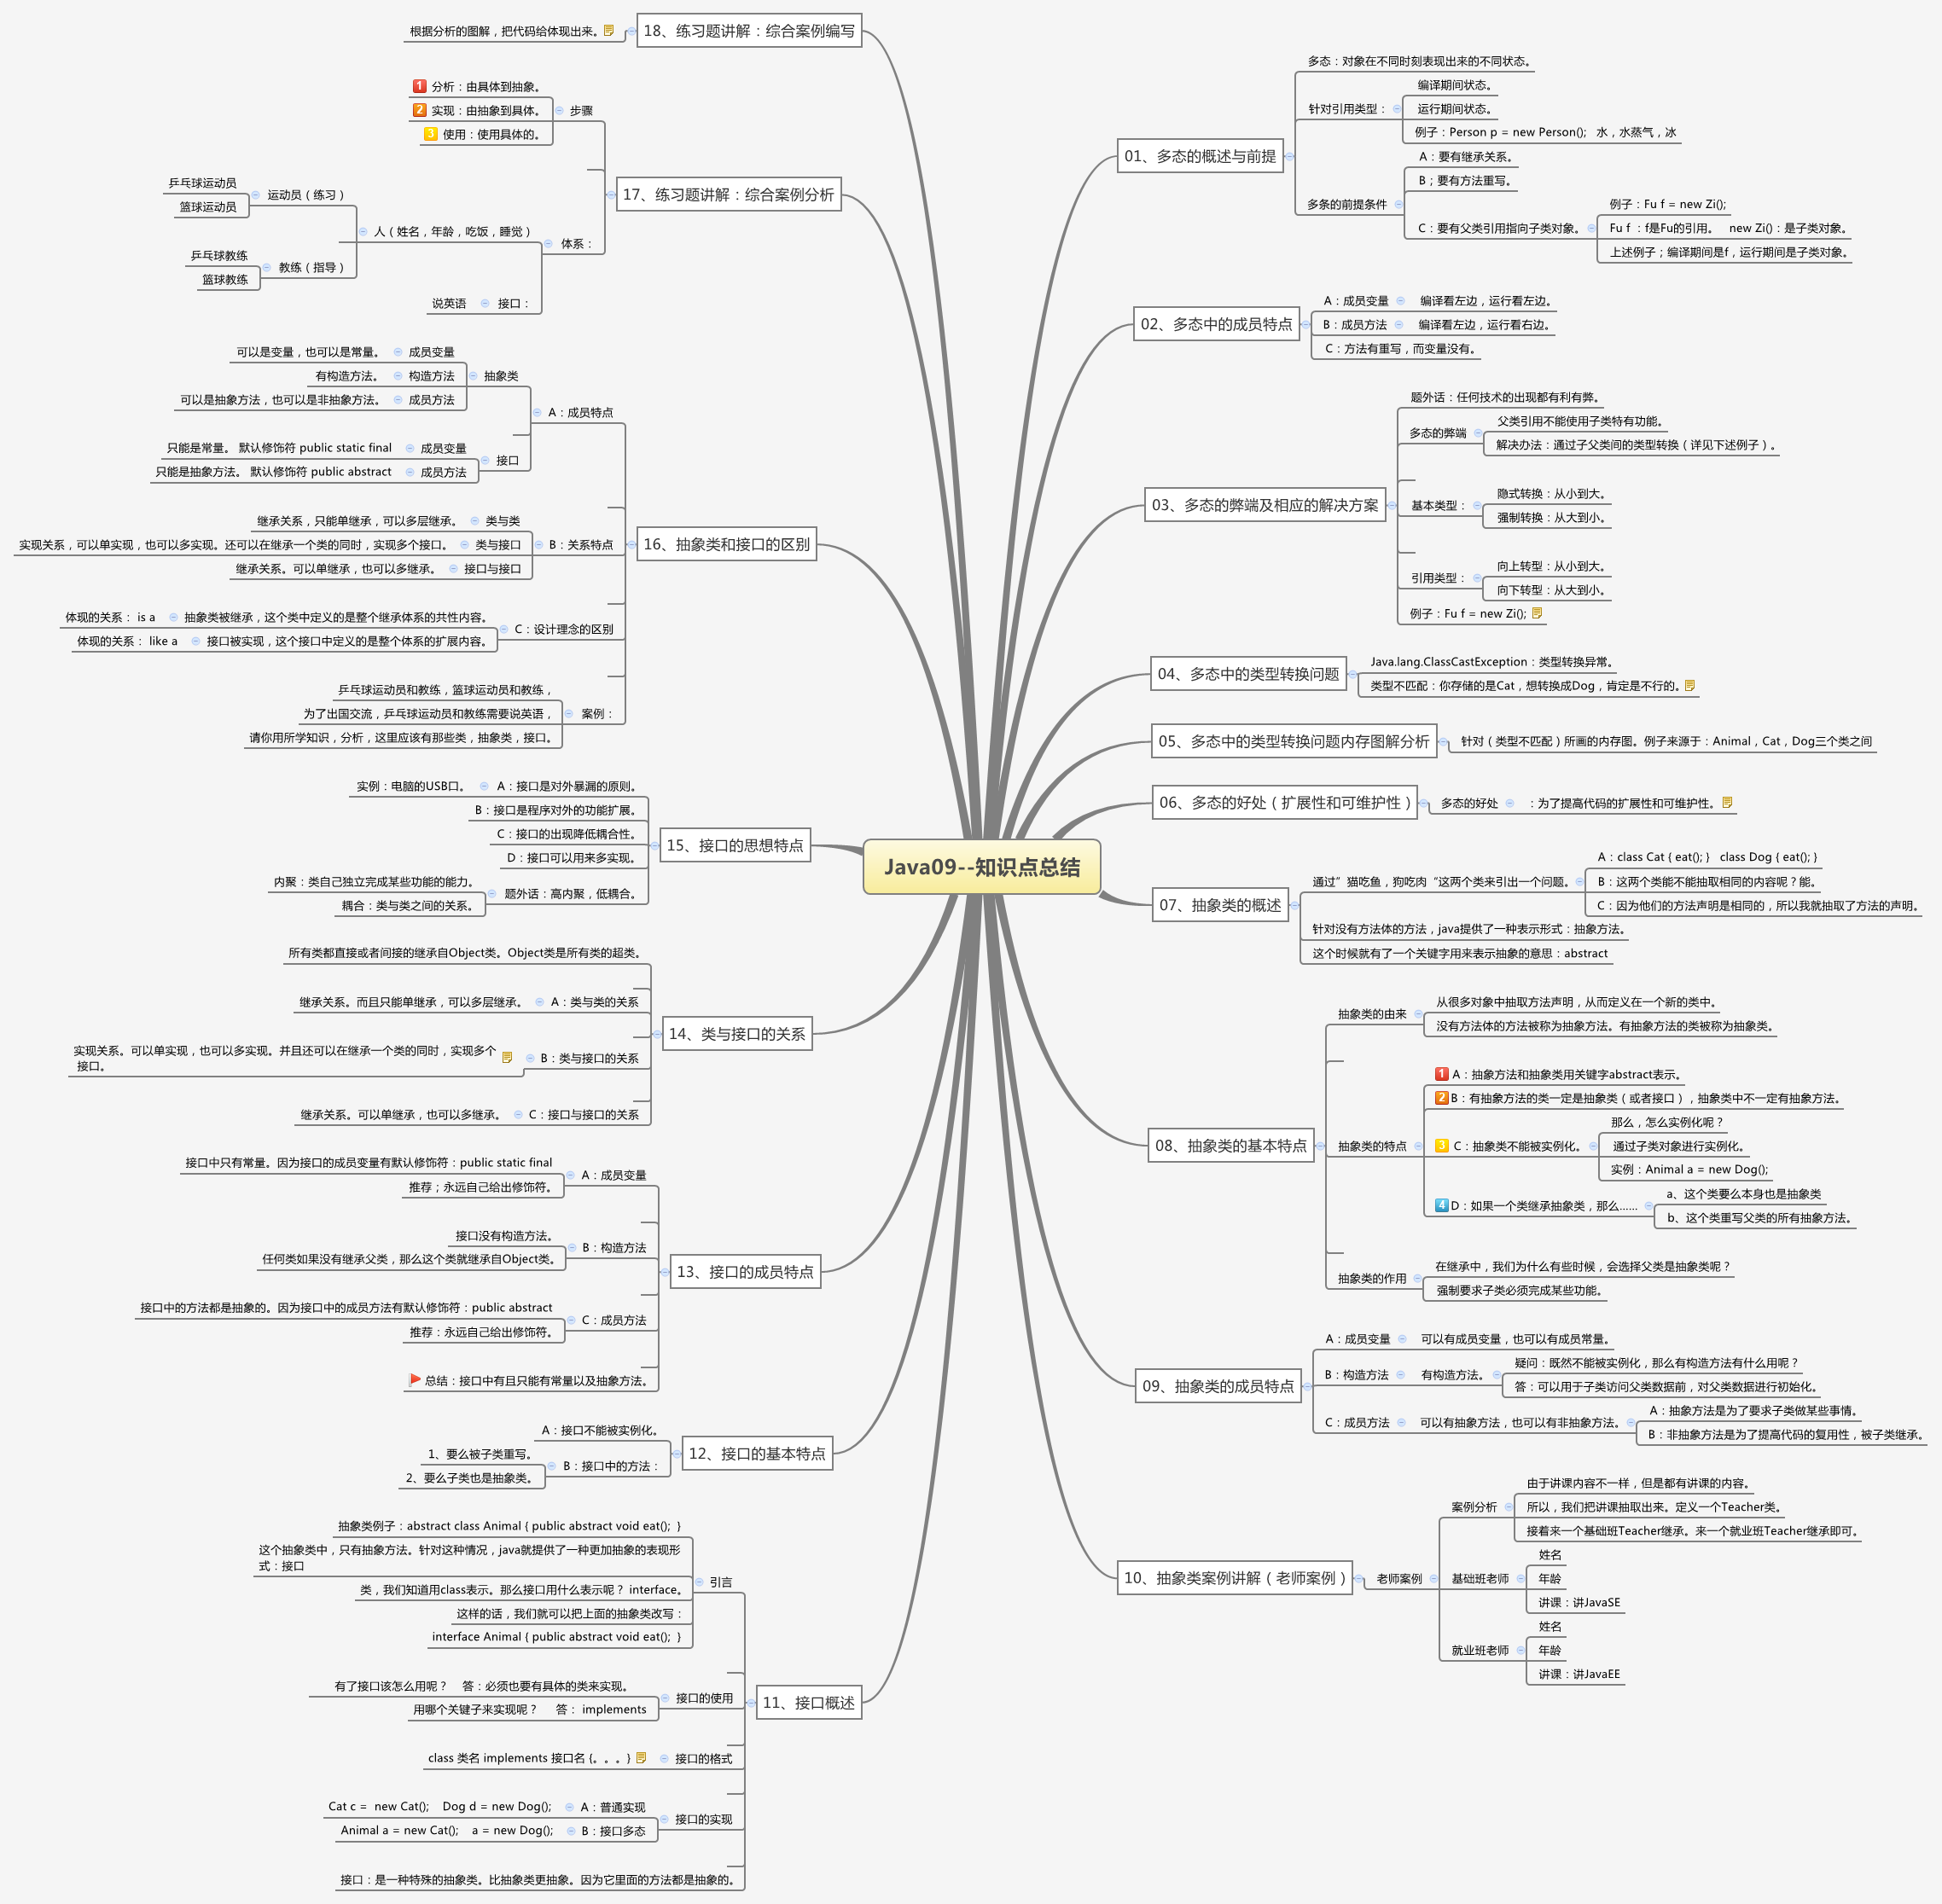 Java09--知识点总结
01、多态的概述与前提
多态：对象在不同时刻表现出来的不同状态。
针对引用类型：
编译期间状态。
运行期间状态。
例子：Person p = new Person(); 水，水蒸气，冰
多条的前提条件
A：要有继承关系。
B；要有方法重写。
C：要有父类引用指向子类对象。
例子：Fu f = new Zi();
Fu f ：f是Fu的引用。 new Zi()：是子类对象。
上述例子；编译期间是f，运行期间是子类对象。
02、多态中的成员特点
A：成员变量
编译看左边，运行看左边。
B：成员方法
编译看左边，运行看右边。
C：方法有重写，而变量没有。
03、多态的弊端及相应的解决方案
题外话：任何技术的出现都有利有弊。
多态的弊端
父类引用不能使用子类特有功能。
解决办法：通过子父类间的类型转换（详见下述例子）。
基本类型：
隐式转换：从小到大。
强制转换：从大到小。
引用类型：
向上转型：从小到大。
向下转型：从大到小。
例子：Fu f = new Zi();
04、多态中的类型转换问题
Java.lang.ClassCastException：类型转换异常。
类型不匹配：你存储的是Cat，想转换成Dog，肯定是不行的。
05、多态中的类型转换问题内存图解分析
针对（类型不匹配）所画的内存图。例子来源于：Animal，Cat，Dog三个类之间
06、多态的好处（扩展性和可维护性）
多态的好处
：为了提高代码的扩展性和可维护性。
07、抽象类的概述
通过”猫吃鱼，狗吃肉“这两个类来引出一个问题。
A：class Cat { eat(); } class Dog { eat(); }
B：这两个类能不能抽取相同的内容呢？能。
C：因为他们的方法声明是相同的，所以我就抽取了方法的声明。
针对没有方法体的方法，java提供了一种表示形式：抽象方法。
这个时候就有了一个关键字用来表示抽象的意思：abstract
08、抽象类的基本特点
抽象类的由来
从很多对象中抽取方法声明，从而定义在一个新的类中。
没有方法体的方法被称为抽象方法。有抽象方法的类被称为抽象类。
抽象类的特点
1 A：抽象方法和抽象类用关键字abstract表示。
2 B：有抽象方法的类一定是抽象类（或者接口），抽象类中不一定有抽象方法。
3 C：抽象类不能被实例化。
那么，怎么实例化呢？
通过子类对象进行实例化。
实例：Animal a = new Dog();
4 D：如果一个类继承抽象类，那么......
a、这个类要么本身也是抽象类
b、这个类重写父类的所有抽象方法。
抽象类的作用
在继承中，我们为什么有些时候，会选择父类是抽象类呢？
强制要求子类必须完成某些功能。
09、抽象类的成员特点
A：成员变量
可以有成员变量，也可以有成员常量。
B：构造方法
有构造方法。
疑问：既然不能被实例化，那么有构造方法有什么用呢？
答：可以用于子类访问父类数据前，对父类数据进行初始化。
C：成员方法
可以有抽象方法，也可以有非抽象方法。
A：抽象方法是为了要求子类做某些事情。
B：非抽象方法是为了提高代码的复用性，被子类继承。
10、抽象类案例讲解（老师案例）
老师案例
案例分析
由于讲课内容不一样，但是都有讲课的内容。
所以，我们把讲课抽取出来。定义一个Teacher类。
接着来一个基础班Teacher继承。来一个就业班Teacher继承即可。
基础班老师
姓名
年龄
讲课：讲JavaSE
就业班老师
姓名
年龄
讲课：讲JavaEE
11、接口概述
引言
抽象类例子：abstract class Animal { public abstract void eat(); }
这个抽象类中，只有抽象方法。针对这种情况，java就提供了一种更加抽象的表现形
式：接口
类，我们知道用class表示。那么接口用什么表示呢？ interface。
这样的话，我们就可以把上面的抽象类改写：
interface Animal { public abstract void eat(); }
接口的使用
有了接口该怎么用呢？ 答：必须也要有具体的类来实现。
用哪个关键子来实现呢？ 答： implements
接口的格式
class 类名 implements 接口名 {。。。}
接口的实现
A：普通实现
Cat c = new Cat(); Dog d = new Dog();
B：接口多态
Animal a = new Cat(); a = new Dog();
接口：是一种特殊的抽象类。比抽象类更抽象。因为它里面的方法都是抽象的。
12、接口的基本特点
A：接口不能被实例化。
B：接口中的方法：
1、要么被子类重写。
2、要么子类也是抽象类。
13、接口的成员特点
A：成员变量
接口中只有常量。因为接口的成员变量有默认修饰符：public static final
推荐；永远自己给出修饰符。
B：构造方法
接口没有构造方法。
任何类如果没有继承父类，那么这个类就继承自Object类。
C：成员方法
接口中的方法都是抽象的。因为接口中的成员方法有默认修饰符：public abstract
推荐：永远自己给出修饰符。
总结：接口中有且只能有常量以及抽象方法。
14、类与接口的关系
所有类都直接或者间接的继承自Object类。Object类是所有类的超类。
A：类与类的关系
继承关系。而且只能单继承，可以多层继承。
B：类与接口的关系
实现关系。可以单实现，也可以多实现。并且还可以在继承一个类的同时，实现多个
接口。
C：接口与接口的关系
继承关系。可以单继承，也可以多继承。
15、接口的思想特点
A：接口是对外暴漏的原则。
实例：电脑的USB口。
B：接口是程序对外的功能扩展。
C：接口的出现降低耦合性。
D：接口可以用来多实现。
题外话：高内聚，低耦合。
内聚：类自己独立完成某些功能的能力。
耦合：类与类之间的关系。
16、抽象类和接口的区别
A：成员特点
抽象类
成员变量
可以是变量，也可以是常量。
构造方法
有构造方法。
成员方法
可以是抽象方法，也可以是非抽象方法。
接口
成员变量
只能是常量。 默认修饰符 public static final
成员方法
只能是抽象方法。 默认修饰符 public abstract
B：关系特点
类与类
继承关系，只能单继承，可以多层继承。
类与接口
实现关系，可以单实现，也可以多实现。还可以在继承一个类的同时，实现多个接口。
接口与接口
继承关系。可以单继承，也可以多继承。
C：设计理念的区别
抽象类被继承，这个类中定义的是整个继承体系的共性内容。
体现的关系： is a
接口被实现，这个接口中定义的是整个体系的扩展内容。
体现的关系： like a
案例：
乒乓球运动员和教练，篮球运动员和教练，
为了出国交流，乒乓球运动员和教练需要说英语，
请你用所学知识，分析，这里应该有那些类，抽象类，接口。
17、练习题讲解：综合案例分析
步骤
1 分析：由具体到抽象。
2 实现：由抽象到具体。
3 使用：使用具体的。
体系：
人（姓名，年龄，吃饭，睡觉）
运动员（练习）
乒乓球运动员
篮球运动员
教练（指导）
乒乓球教练
篮球教练
接口：
说英语
18、练习题讲解：综合案例编写
根据分析的图解，把代码给体现出来。